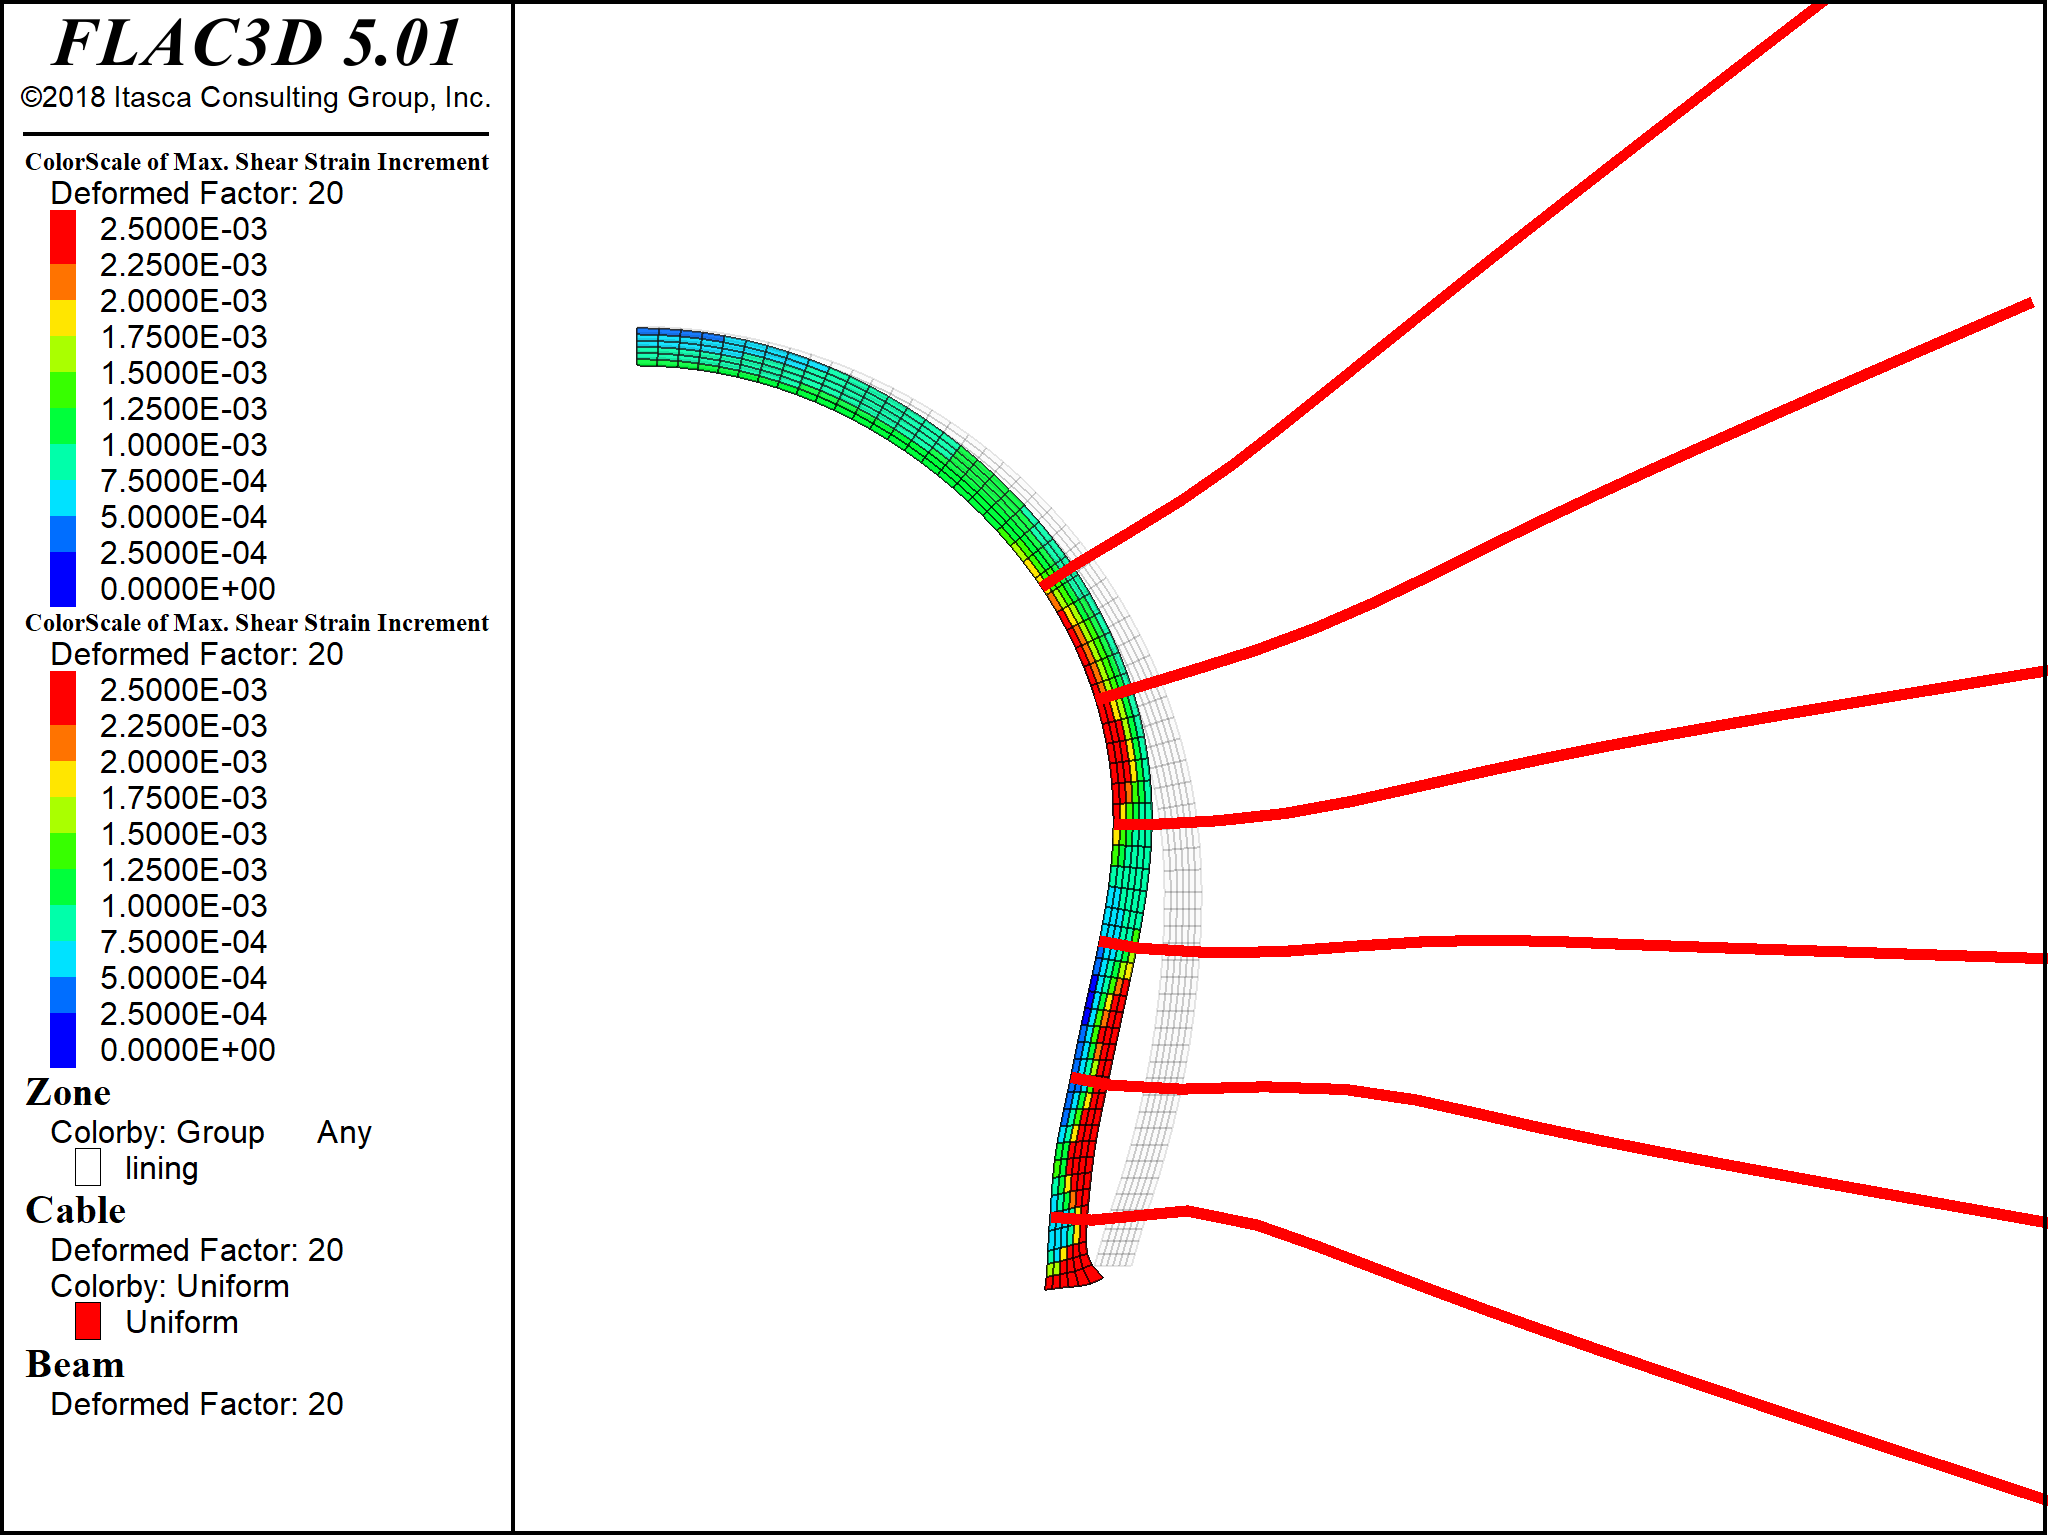 FLAC3D 5.01
©2018 Itasca Consulting Group, Inc.
ColorScale of Max. Shear Strain Increment
Deformed Factor: 20
2.5000E-03
2.2500E-03
2.0000E-03
1.7500E-03
1.5000E-03
1.2500E-03
1.0000E-03
7.5000E-04
5.0000E-04
2.5000E-04
0.0000E+00
ColorScale of Max. Shear Strain Increment
Deformed Factor: 20
2.5000E-03
2.2500E-03
2.0000E-03
1.7500E-03
1.5000E-03
1.2500E-03
1.0000E-03
7.5000E-04
5.0000E-04
2.5000E-04
0.0000E+00
Zone
Colorby: Group Any
lining
Cable
Deformed Factor: 20
Colorby: Uniform
Uniform
Beam
Deformed Factor: 20